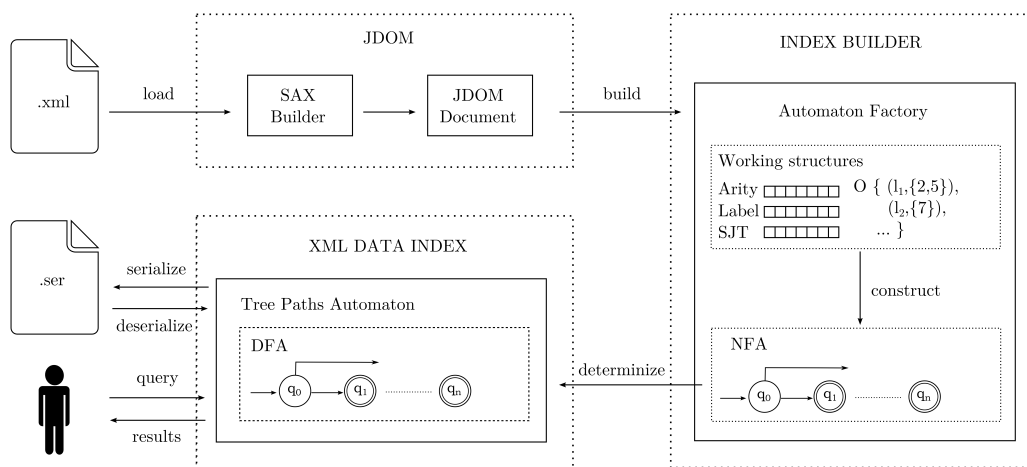 JDOM
INDEX BUILDER
.xml
load
SAX
Builder
JDOM
Document
build
Automaton Factory
Working structures
Arity
Label
SJT
O { (l₁,{2,5}),
(l₂,{7}),
... }
construct
NFA
q₀
q₁
qₙ
determinize
XML DATA INDEX
.ser
serialize
deserialize
Tree Paths Automaton
DFA
q₀
q₁
qₙ
query
results